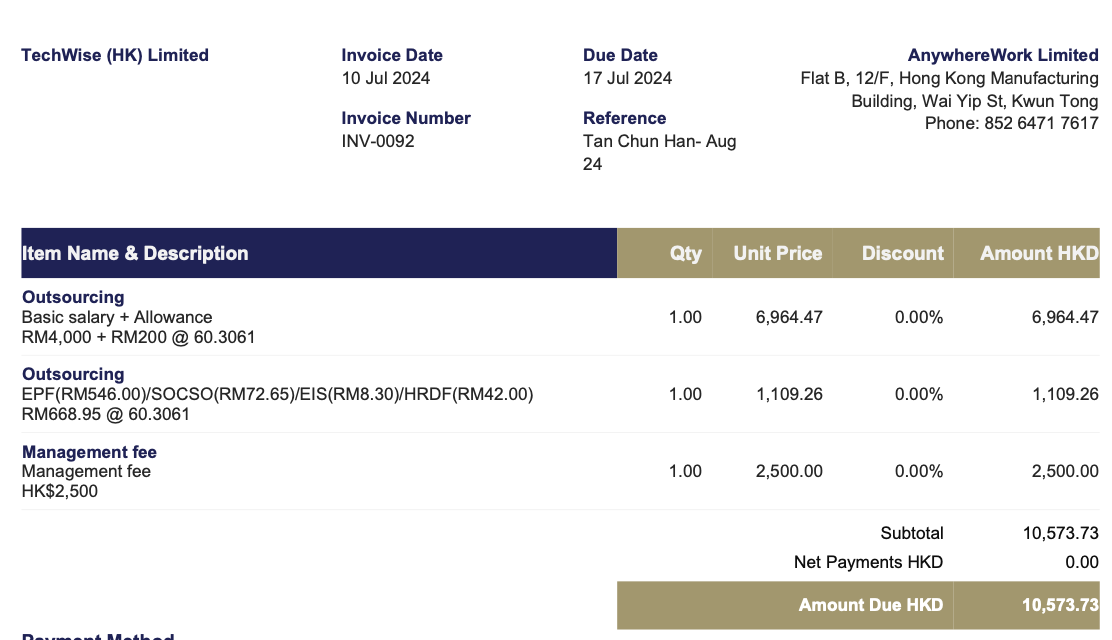 TechWise (HK) Limited
Invoice Date
10 Jul 2024
Invoice Number
INV-0092
Due Date
17 Jul 2024
Reference
Tan Chun Han- Aug
24
AnywhereWork Limited
Flat B, 12/F, Hong Kong Manufacturing
Building, Wai Yip St, Kwun Tong
Phone: 852 6471 7617
Item Name & Description Qty Unit Price Discount Amount HKD
Outsourcing
Basic salary + Allowance 1.00 6,964.47 0.00% 6,964.47
RM4,000 + RM200 @ 60.3061
Outsourcing
EPF(RM546.00)/SOCSO(RM72.65)/EIS(RM8.30)/HRDF(RM42.00) 1.00 1,109.26 0.00% 1,109.26
RM668.95 @ 60.3061
Management fee
Management fee 1.00 2,500.00 0.00% 2,500.00
HK$2,500
Subtotal 10,573.73
Net Payments HKD 0.00
Amount Due HKD 10,573.73
Payment Method